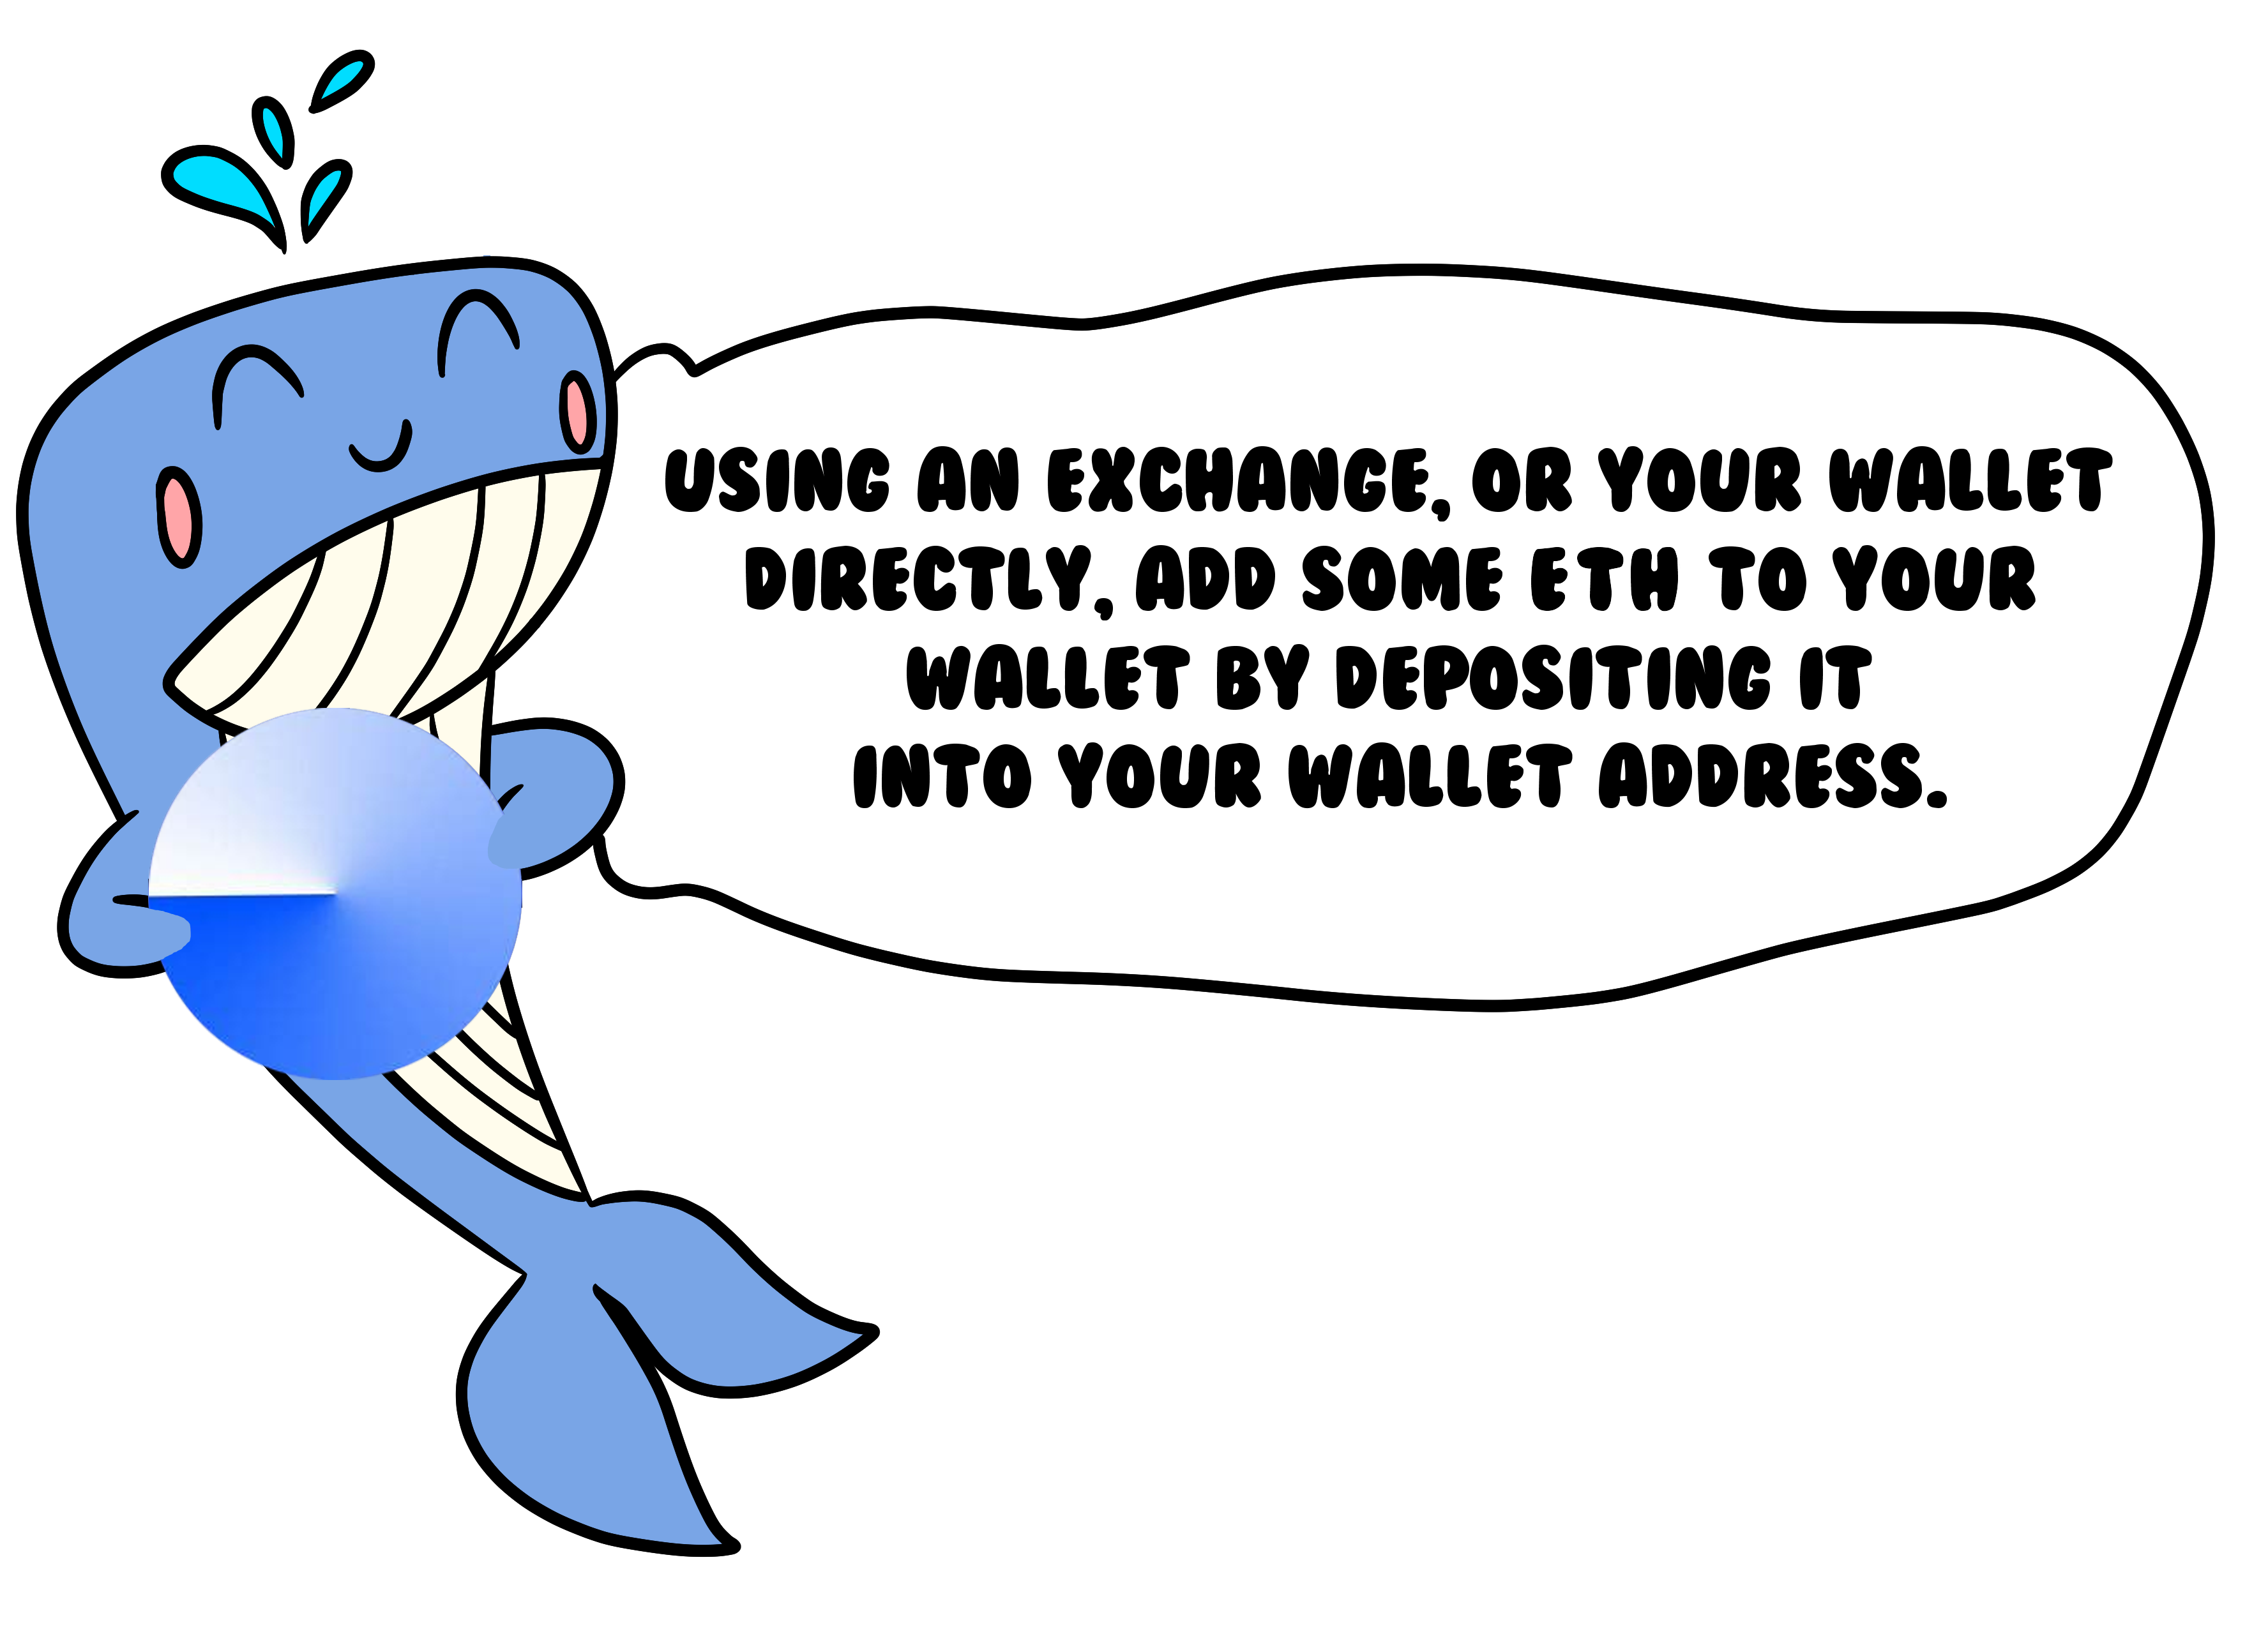 USING AN EXCHANGE, OR YOUR WALLET
DIRECTLY, ADD SOME ETH TO YOUR
WALLET BY DEPOSITING IT
INTO YOUR WALLET ADDRESS.